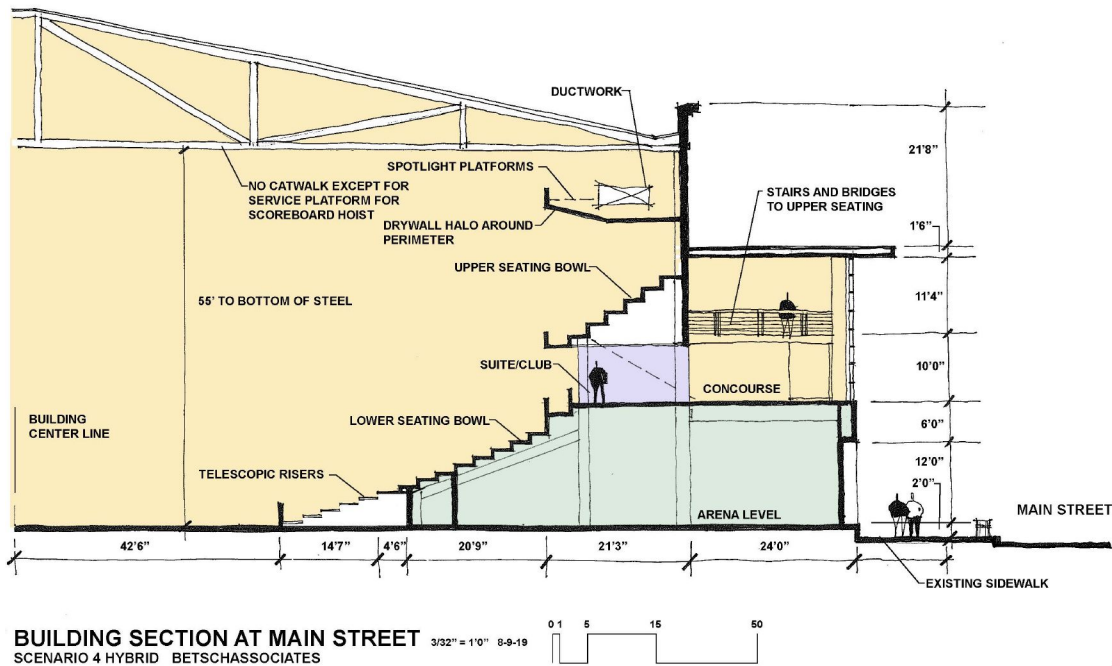 DUCTWORK
21'8"
SPOTLIGHT PLATFORMS
NO CATWALK EXCEPT FOR
SERVICE PLATFORM FOR
SCOREBOARD HOIST
STAIRS AND BRIDGES
TO UPPER SEATING
DRYWALL HALO AROUND
PERIMETER
1'6"
UPPER SEATING BOWL
11'4"
55' TO BOTTOM OF STEEL
SUITE/CLUB
CONCOURSE
10'0"
BUILDING
CENTER LINE
LOWER SEATING BOWL
6'0"
TELESCOPIC RISERS
12'0"
2'0"
ARENA LEVEL
MAIN STREET
42'6"
14'7"
4'6"
20'9"
21'3"
24'0"
EXISTING SIDEWALK
BUILDING SECTION AT MAIN STREET 3/32" = 1'0" 8-9-19
SCENARIO 4 HYBRID BETSCHASSOCIATES
0 1 5 15 50